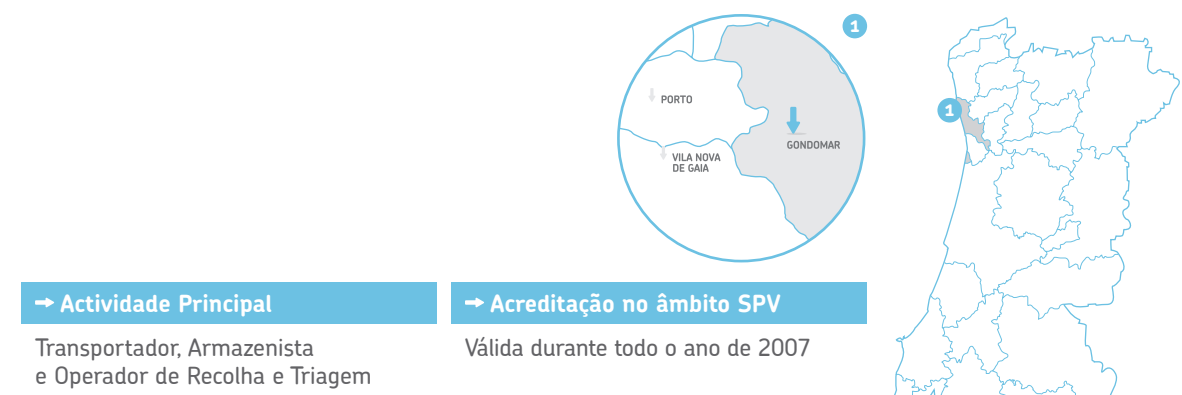 1
PORTO
GONDOMAR
VILA NOVA
DE GAIA
1
→ Actividade Principal
Transportador, Armazenista
e Operador de Recolha e Triagem
→ Acreditação no âmbito SPV
Válida durante todo o ano de 2007